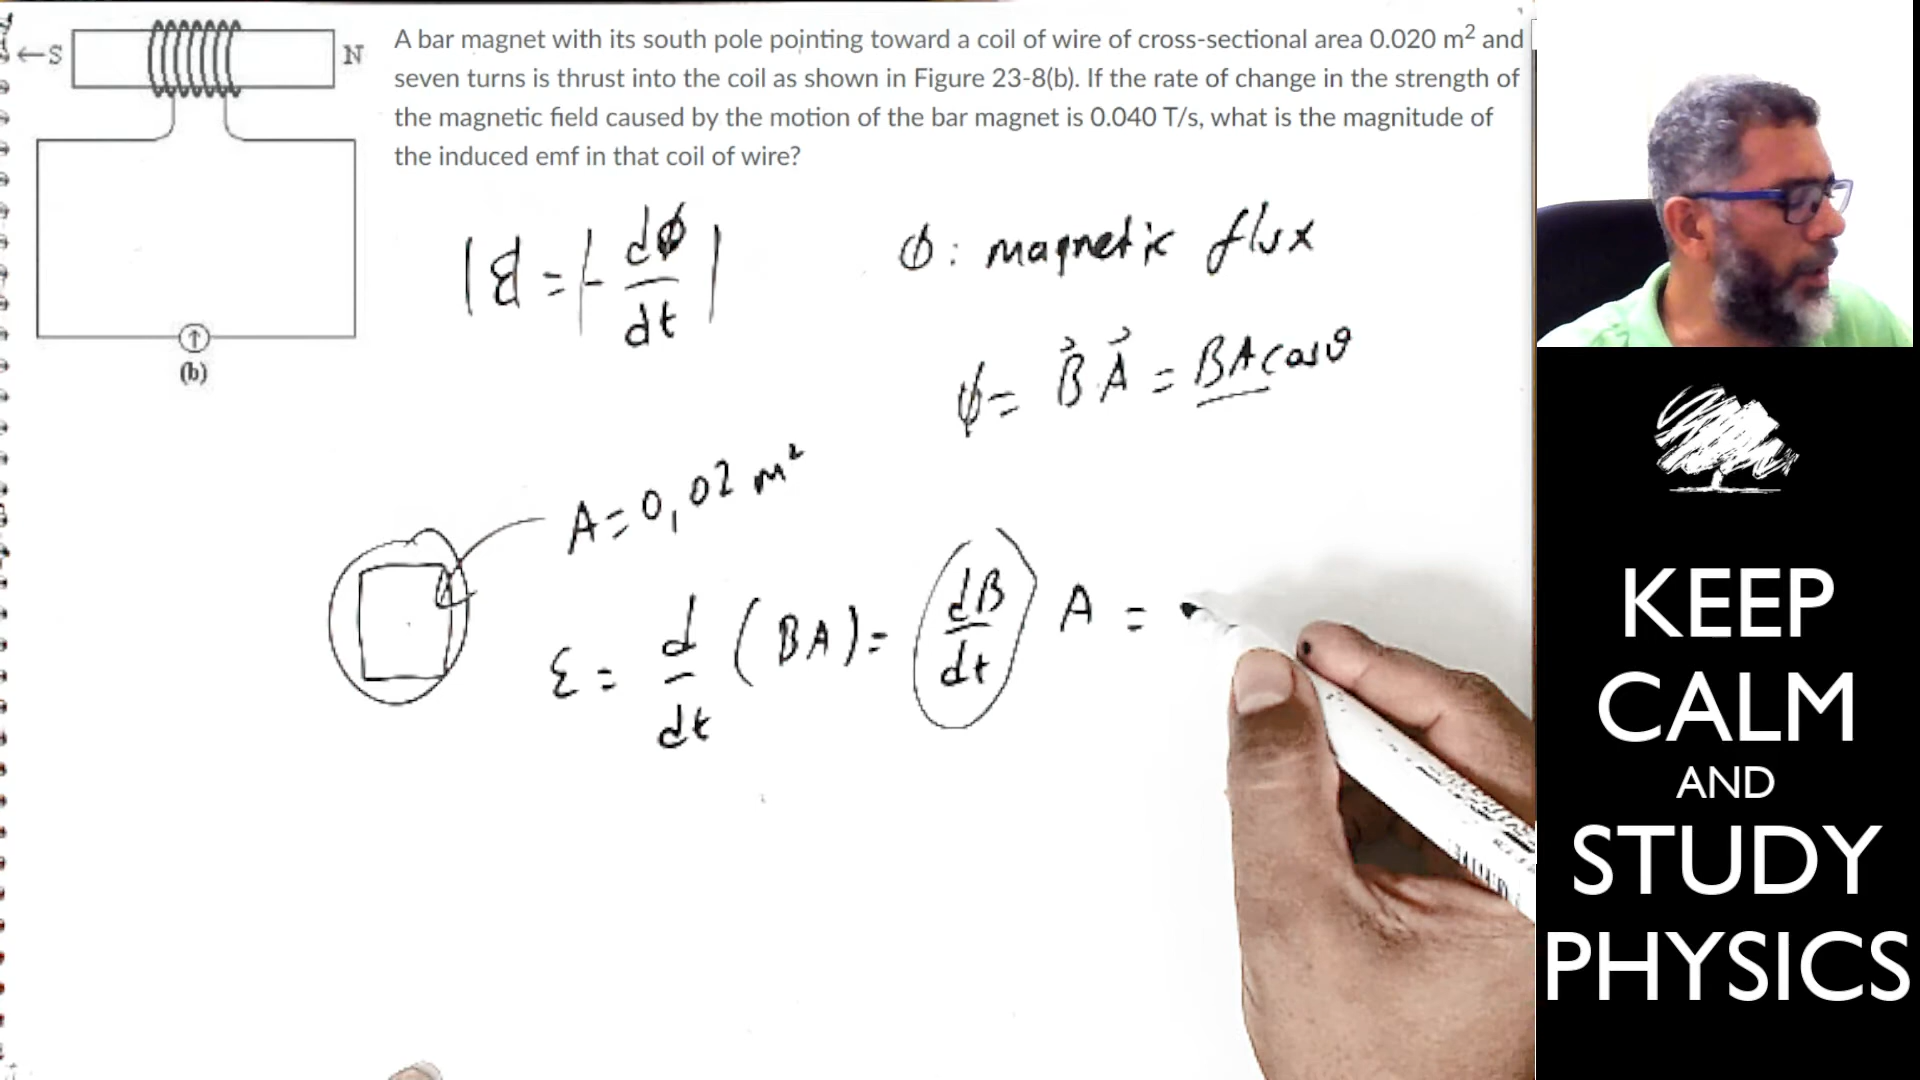 ←S
N
A bar magnet with its south pole pointing toward a coil of wire of cross-sectional area 0.020 m² and
seven turns is thrust into the coil as shown in Figure 23-8(b). If the rate of change in the strength of
the magnetic field caused by the motion of the bar magnet is 0.040 T/s, what is the magnitude of
the induced emf in that coil of wire?
|ε| = |- dϕ/dt|
ϕ: magnetic flux
ϕ = B⃗ A⃗ = BA cosθ
(b)
A = 0,02 m²
ε = d/dt (BA) = dB/dt A =
KEEP
CALM
AND
STUDY
PHYSICS